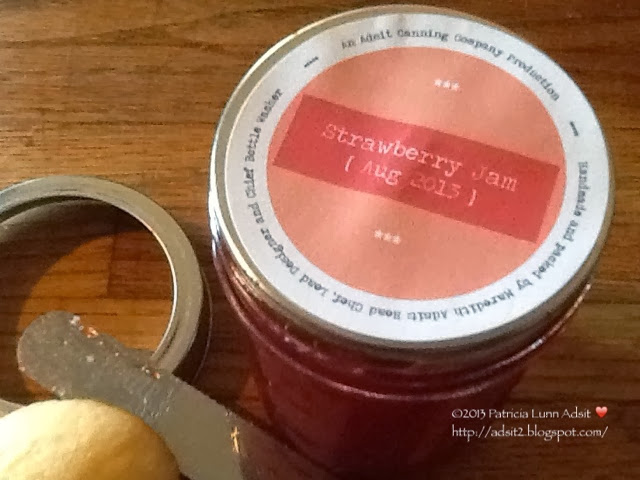 An Adsit Canning Company Production
***
Strawberry Jam
( Aug 2013 )
***
Handmade and packed by Meredith Adsit: Head Chef, Lead Designer and Chief Bottle Washer
©2013 Patricia Lunn Adsit ❤
http://adsit2.blogspot.com/